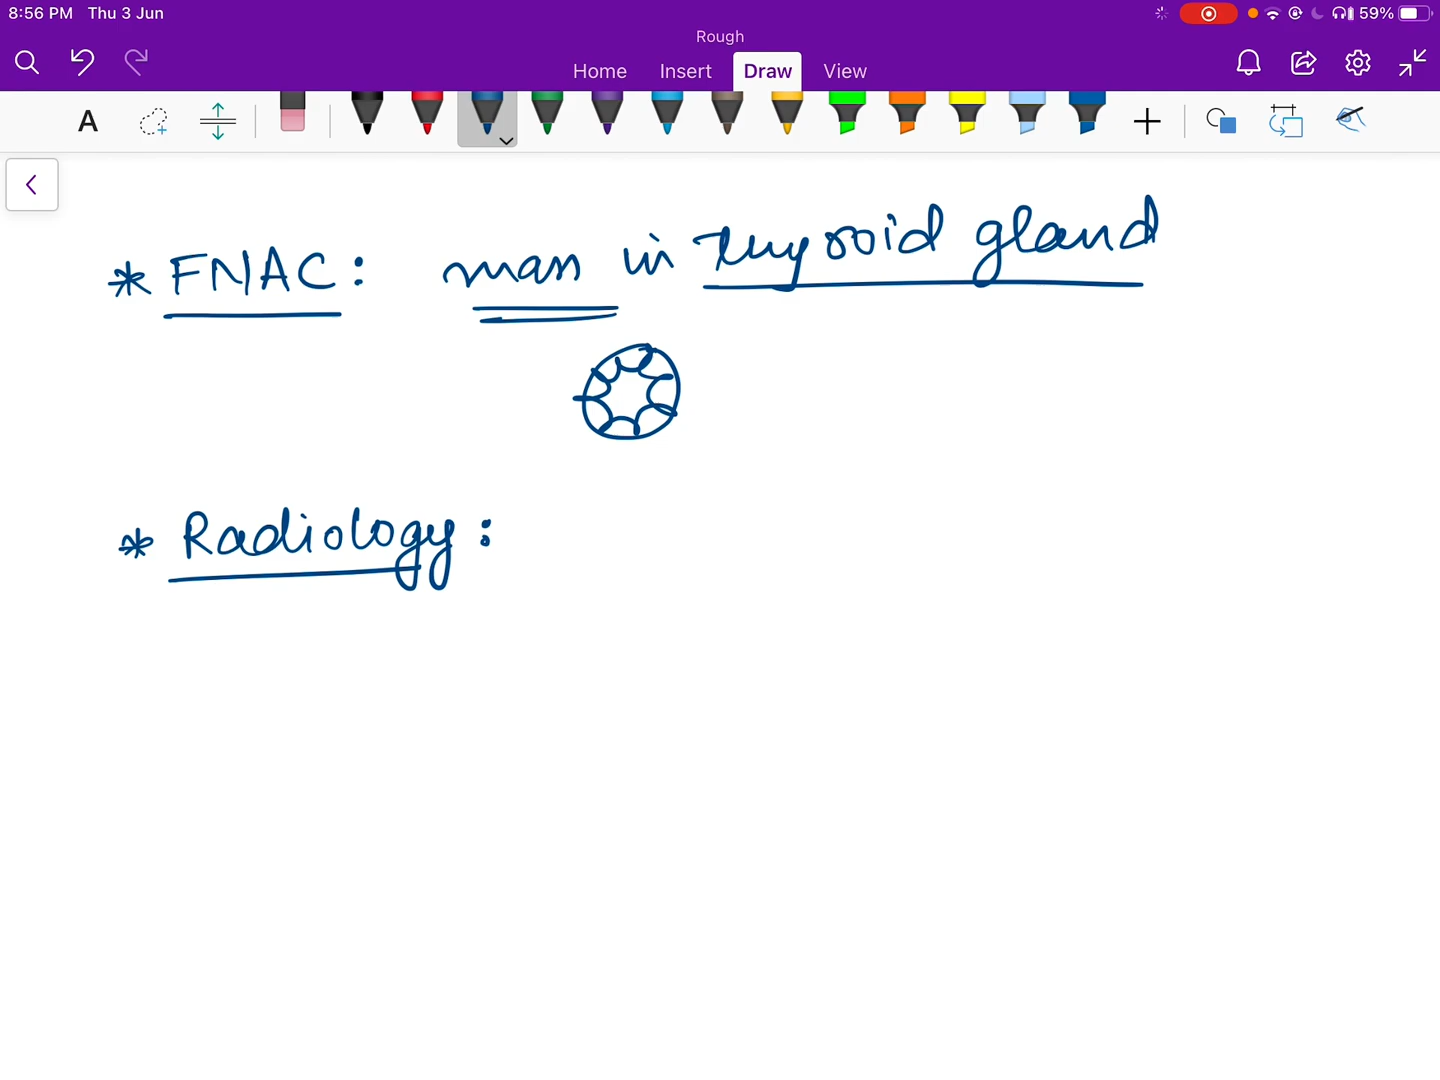 8:56 PM Thu 3 Jun 59%
Rough
Home Insert Draw View
A
* FNAC: mass in thyroid gland
* Radiology: